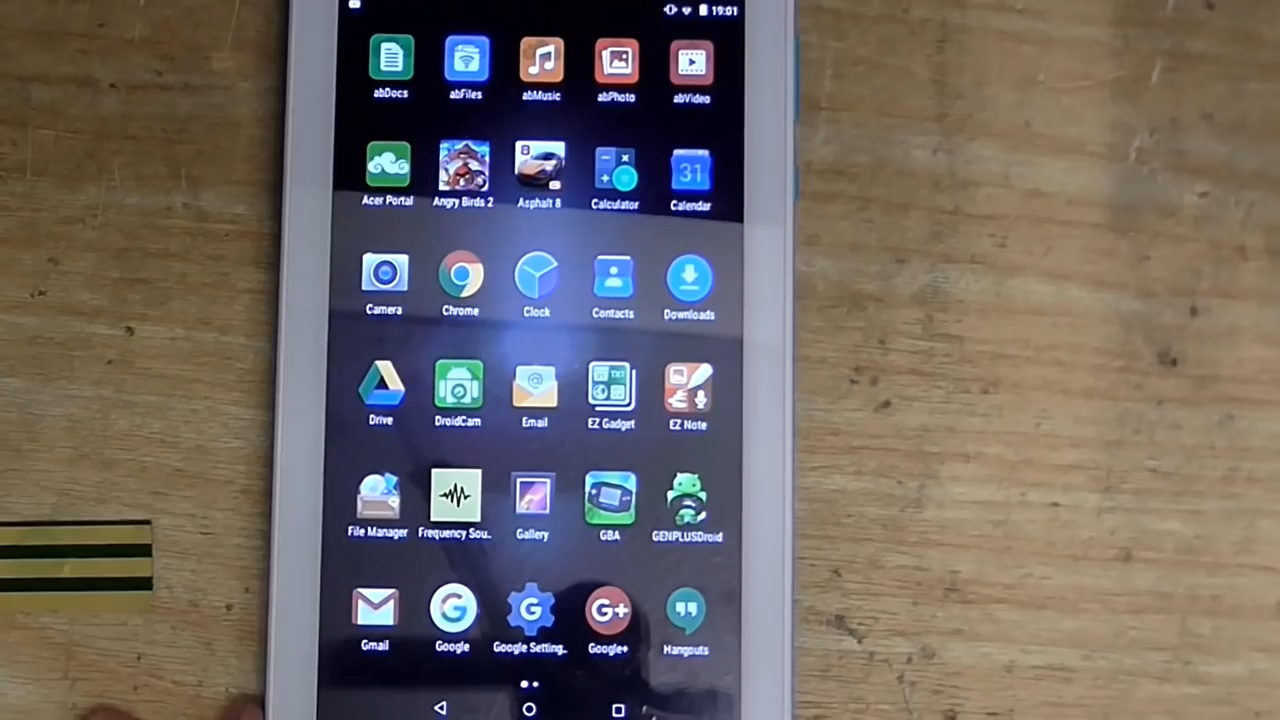 19:01
abDocs abFiles abMusic abPhoto abVideo
31
Acer Portal Angry Birds 2 Asphalt 8 Calculator Calendar
Camera Chrome Clock Contacts Downloads
TXT
Drive DroidCam Email EZ Gadget EZ Note
File Manager Frequency Sou.. Gallery GBA GENPLUSDroid
G G G+
Gmail Google Google Setting.. Google+ Hangouts